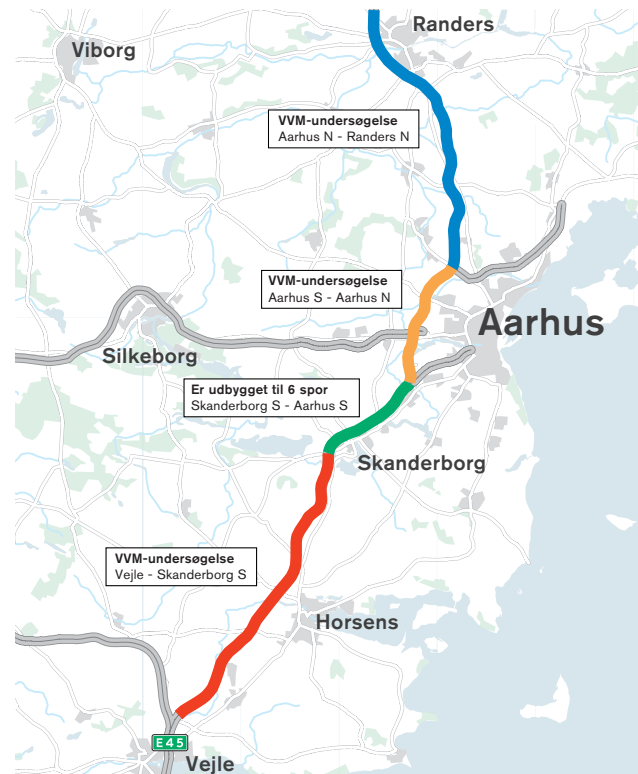 Randers
Viborg
VVM-undersøgelse
Aarhus N - Randers N
VVM-undersøgelse
Aarhus S - Aarhus N
Aarhus
Silkeborg
Er udbygget til 6 spor
Skanderborg S - Aarhus S
Skanderborg
VVM-undersøgelse
Vejle - Skanderborg S
Horsens
E45
Vejle